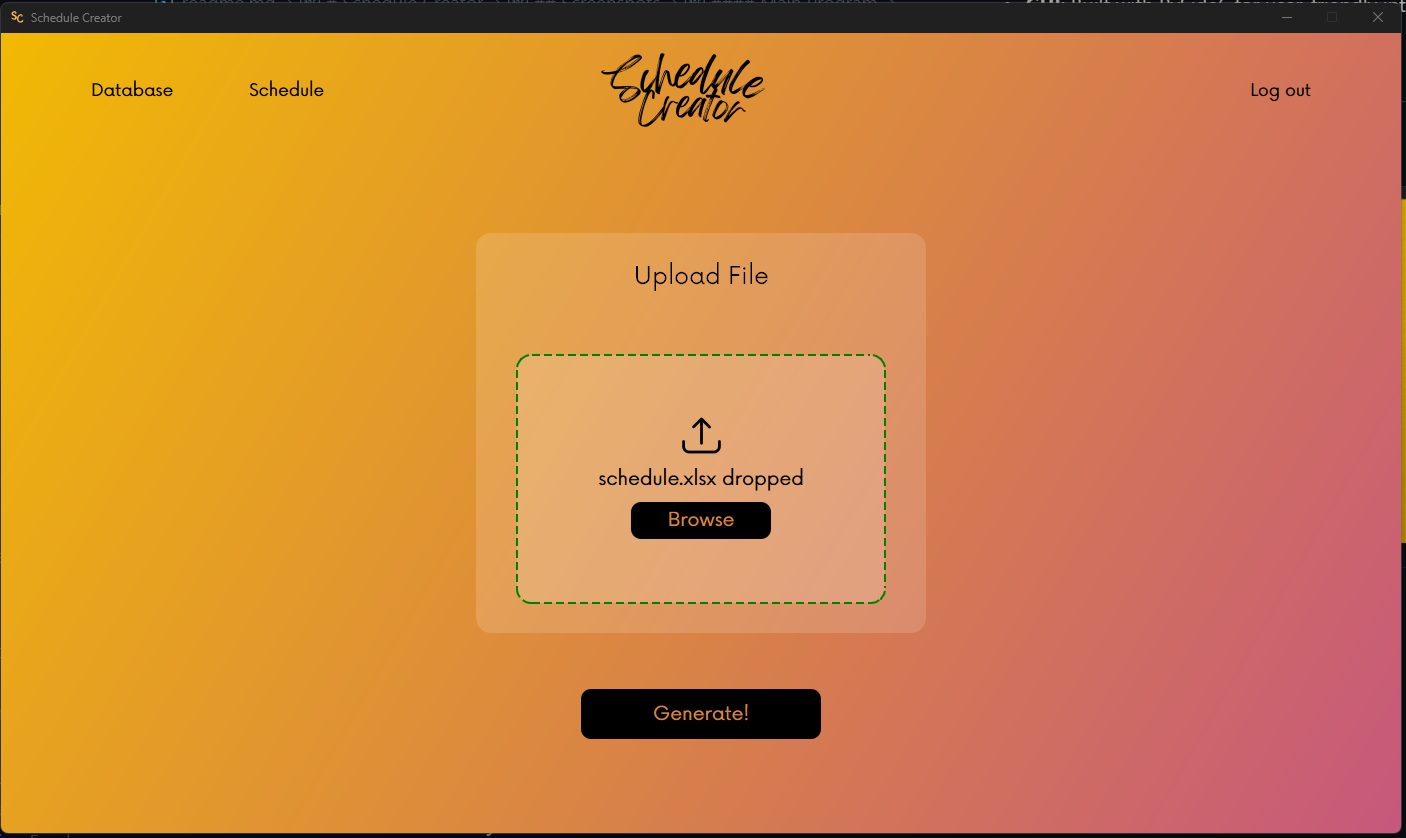 SC Schedule Creator
Database
Schedule
Schedule
Creator
Log out
Upload File
schedule.xlsx dropped
Browse
Generate!